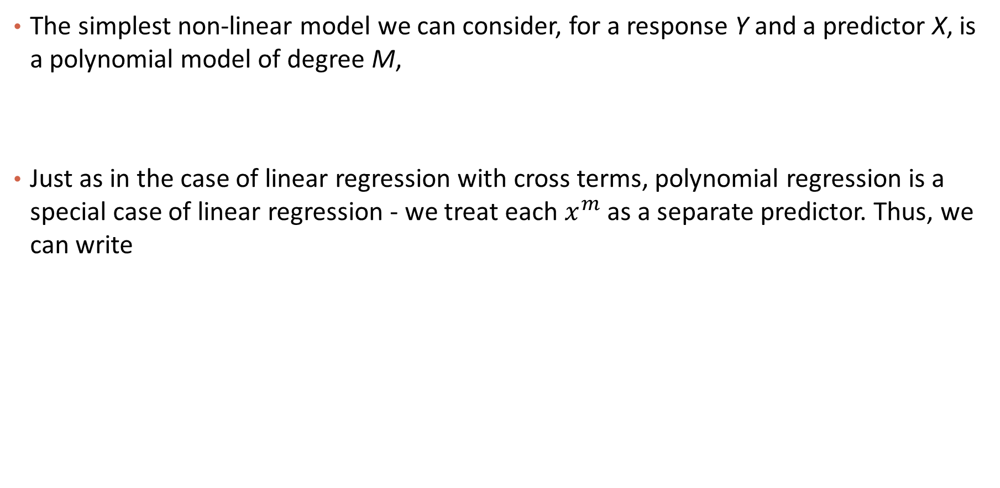 • The simplest non-linear model we can consider, for a response Y and a predictor X, is
a polynomial model of degree M,
• Just as in the case of linear regression with cross terms, polynomial regression is a
special case of linear regression - we treat each xᵐ as a separate predictor. Thus, we
can write